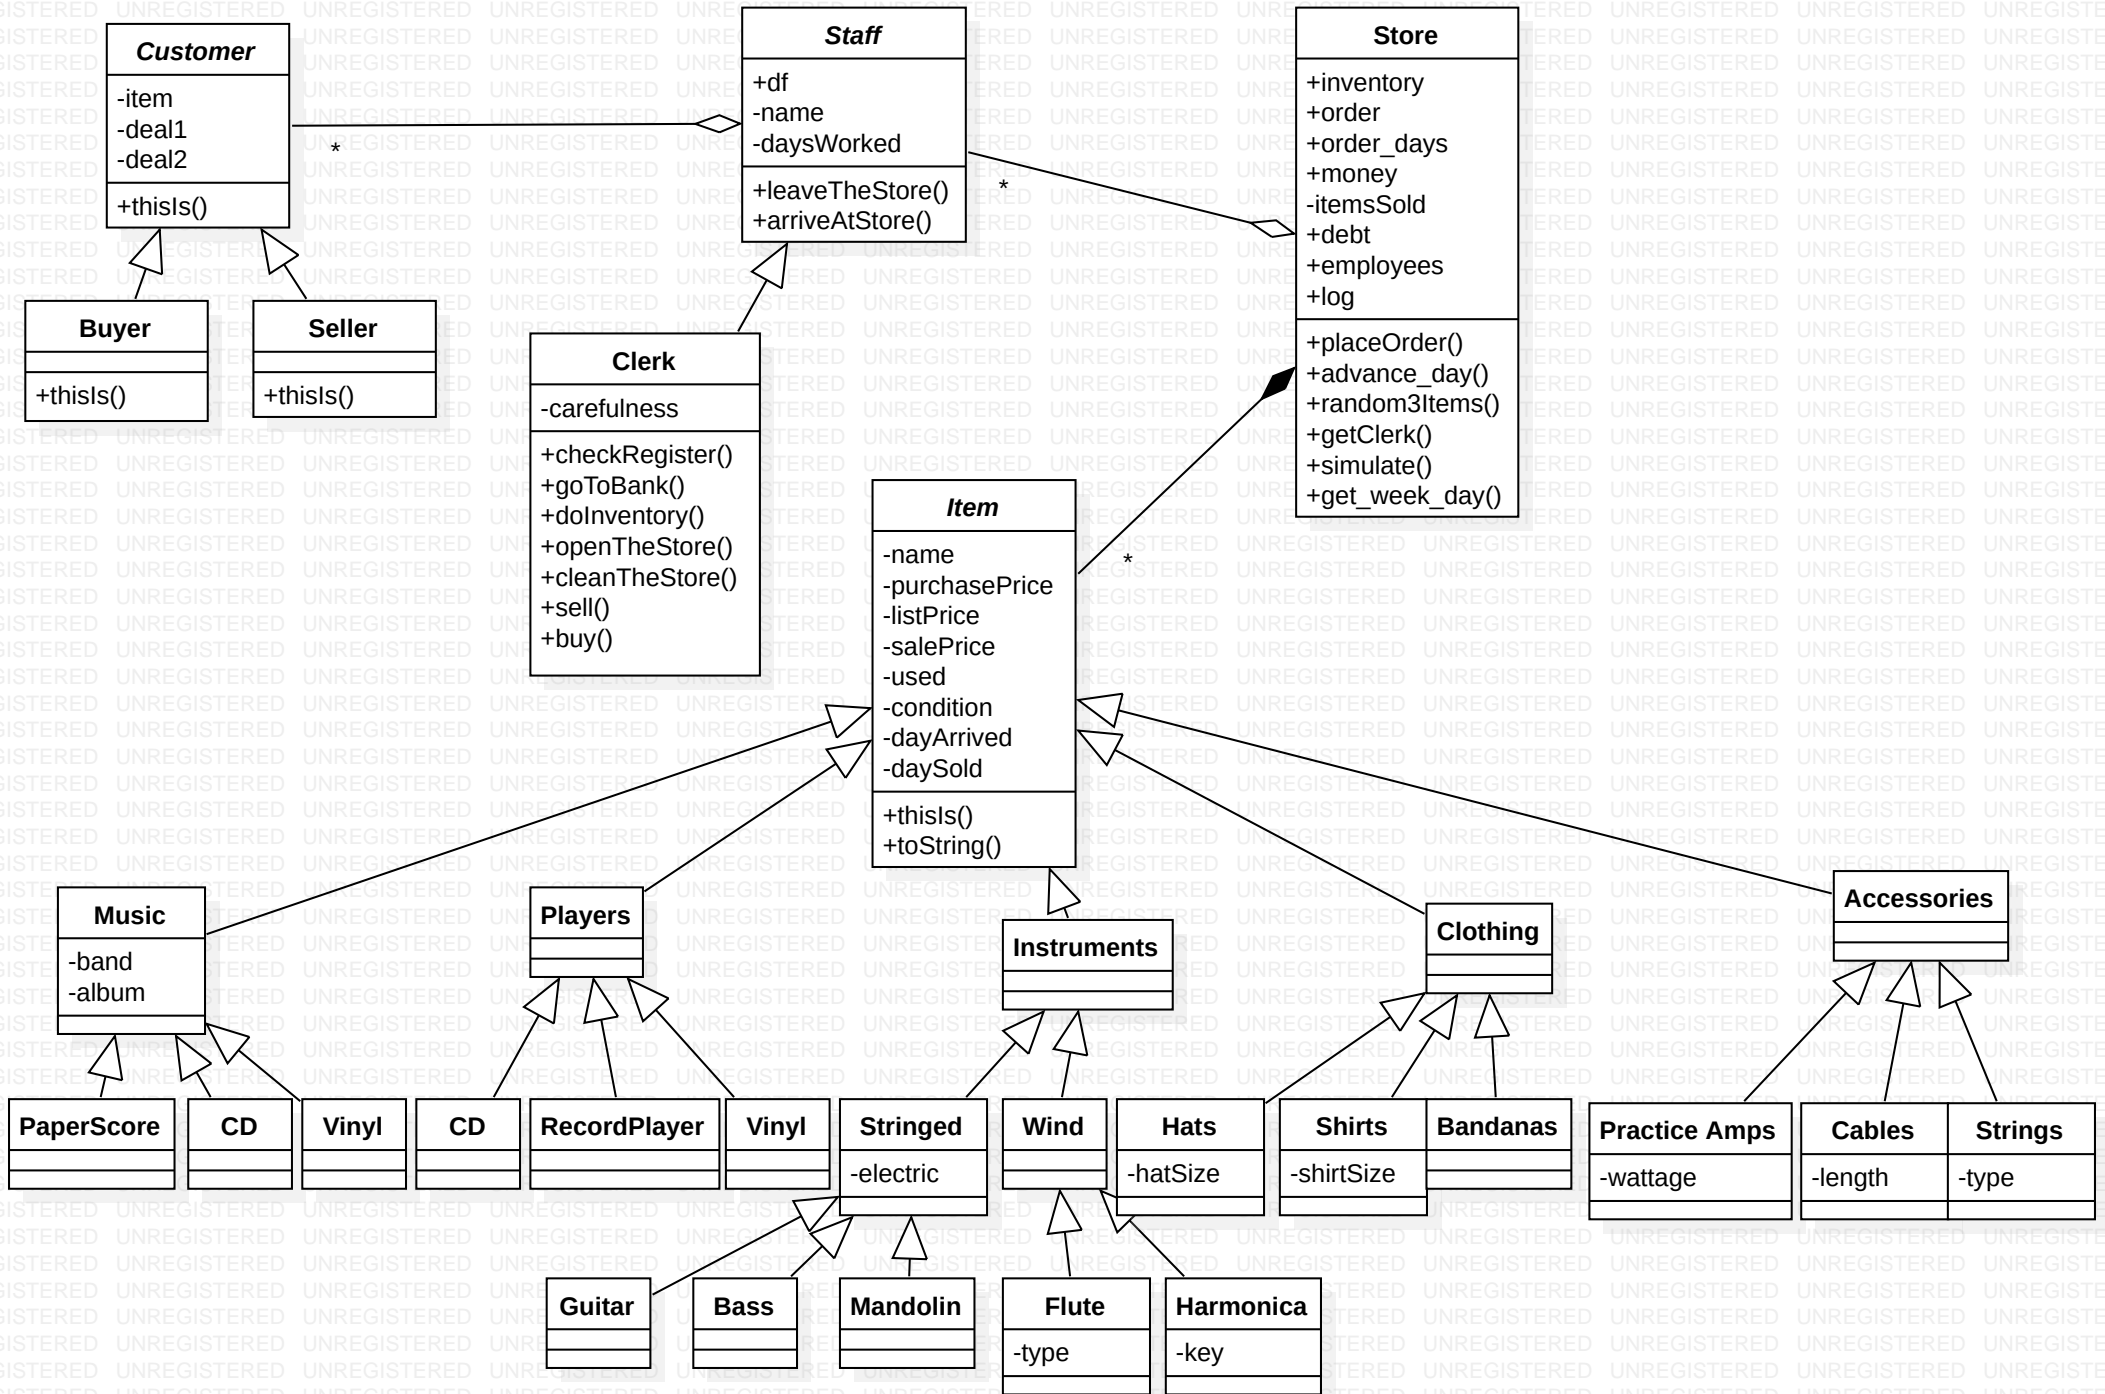 Customer
-item
-deal1
-deal2
+thisIs()
Staff
+df
-name
-daysWorked
+leaveTheStore()
+arriveAtStore()
Store
+inventory
+order
+order_days
+money
-itemsSold
+debt
+employees
+log
+placeOrder()
+advance_day()
+random3Items()
+getClerk()
+simulate()
+get_week_day()
*
*
*
Buyer
+thisIs()
Seller
+thisIs()
Clerk
-carefulness
+checkRegister()
+goToBank()
+doInventory()
+openTheStore()
+cleanTheStore()
+sell()
+buy()
Item
-name
-purchasePrice
-listPrice
-salePrice
-used
-condition
-dayArrived
-daySold
+thisIs()
+toString()
Music
-band
-album
Players
Instruments
Clothing
Accessories
PaperScore
CD
Vinyl
CD
RecordPlayer
Vinyl
Stringed
-electric
Wind
Hats
-hatSize
Shirts
-shirtSize
Bandanas
Practice Amps
-wattage
Cables
-length
Strings
-type
Guitar
Bass
Mandolin
Flute
-type
Harmonica
-key
UNREGISTERED